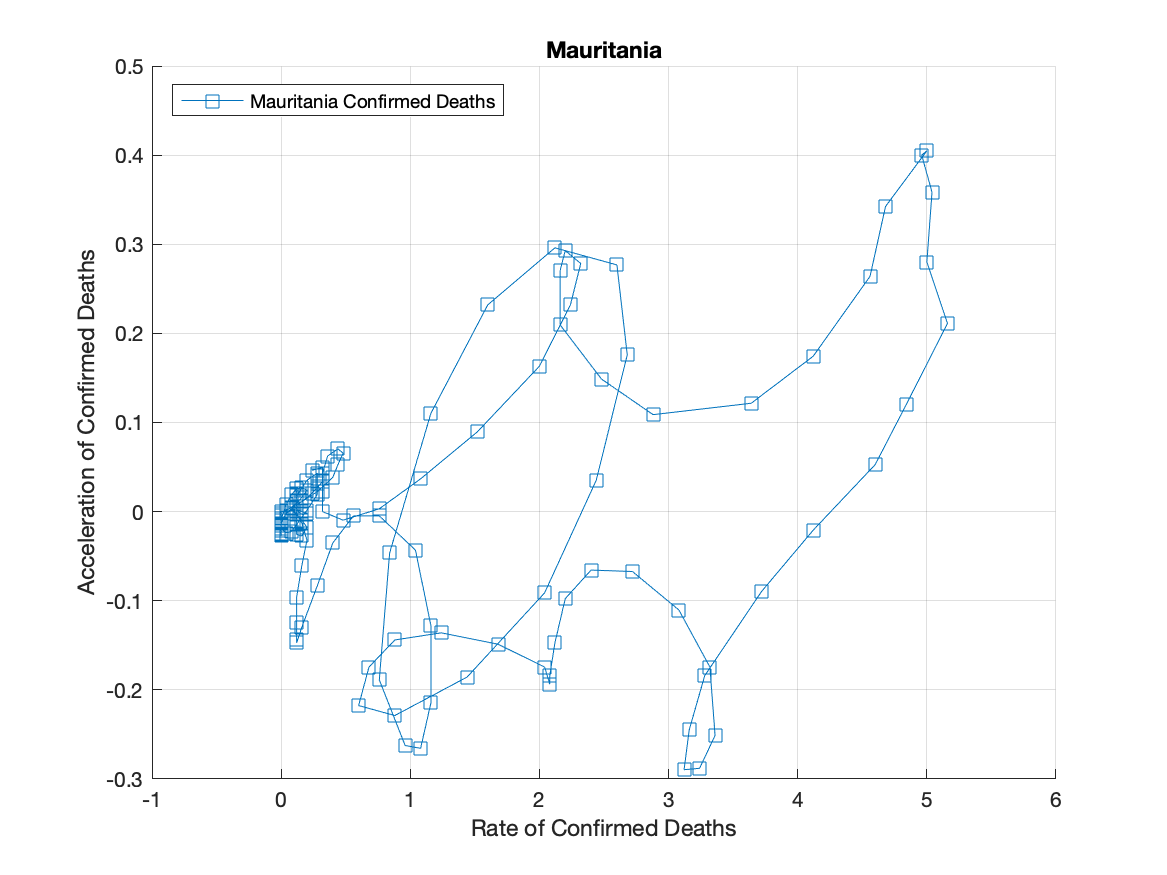 Mauritania
Mauritania Confirmed Deaths
0.5
0.4
0.3
0.2
0.1
0
-0.1
-0.2
-0.3
Acceleration of Confirmed Deaths
-1 0 1 2 3 4 5 6
Rate of Confirmed Deaths